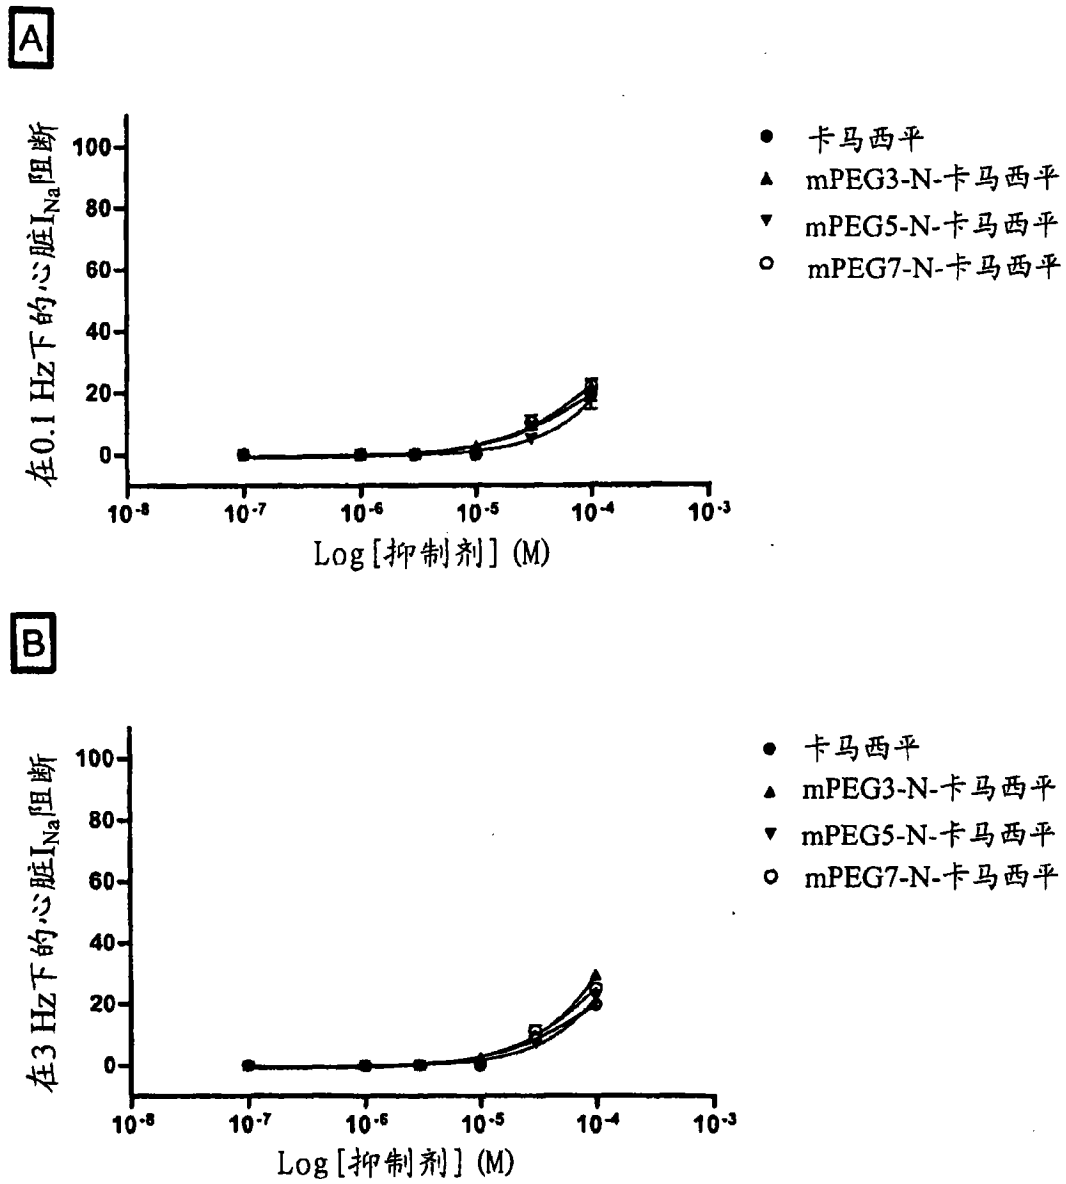 A
在0.1 Hz下的心脏I_Na阻断
100
80
60
40
20
0
10⁻⁸ 10⁻⁷ 10⁻⁶ 10⁻⁵ 10⁻⁴ 10⁻³
Log[抑制剂] (M)
卡马西平
mPEG3-N-卡马西平
mPEG5-N-卡马西平
mPEG7-N-卡马西平
B
在3 Hz下的心脏I_Na阻断
100
80
60
40
20
0
10⁻⁸ 10⁻⁷ 10⁻⁶ 10⁻⁵ 10⁻⁴ 10⁻³
Log[抑制剂] (M)
卡马西平
mPEG3-N-卡马西平
mPEG5-N-卡马西平
mPEG7-N-卡马西平